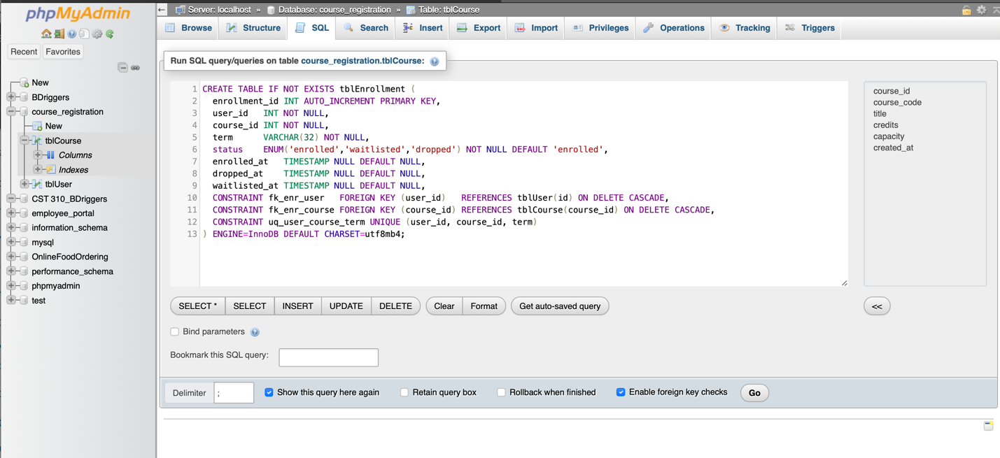 phpMyAdmin
Recent Favorites
New
BDriggers
course_registration
New
tblCourse
Columns
Indexes
tblUser
CST 310_BDriggers
employee_portal
information_schema
mysql
OnlineFoodOrdering
performance_schema
phpmyadmin
test
Server: localhost » Database: course_registration » Table: tblCourse
Browse Structure SQL Search Insert Export Import Privileges Operations Tracking Triggers
Run SQL query/queries on table course_registration.tblCourse:
1 CREATE TABLE IF NOT EXISTS tblEnrollment (
2 enrollment_id INT AUTO_INCREMENT PRIMARY KEY,
3 user_id INT NOT NULL,
4 course_id INT NOT NULL,
5 term VARCHAR(32) NOT NULL,
6 status ENUM('enrolled','waitlisted','dropped') NOT NULL DEFAULT 'enrolled',
7 enrolled_at TIMESTAMP NULL DEFAULT NULL,
8 dropped_at TIMESTAMP NULL DEFAULT NULL,
9 waitlisted_at TIMESTAMP NULL DEFAULT NULL,
10 CONSTRAINT fk_enr_user FOREIGN KEY (user_id) REFERENCES tblUser(id) ON DELETE CASCADE,
11 CONSTRAINT fk_enr_course FOREIGN KEY (course_id) REFERENCES tblCourse(course_id) ON DELETE CASCADE,
12 CONSTRAINT uq_user_course_term UNIQUE (user_id, course_id, term)
13 ) ENGINE=InnoDB DEFAULT CHARSET=utf8mb4;
course_id
course_code
title
credits
capacity
created_at
SELECT * SELECT INSERT UPDATE DELETE Clear Format Get auto-saved query <<
Bind parameters
Bookmark this SQL query:
Delimiter ; Show this query here again Retain query box Rollback when finished Enable foreign key checks Go